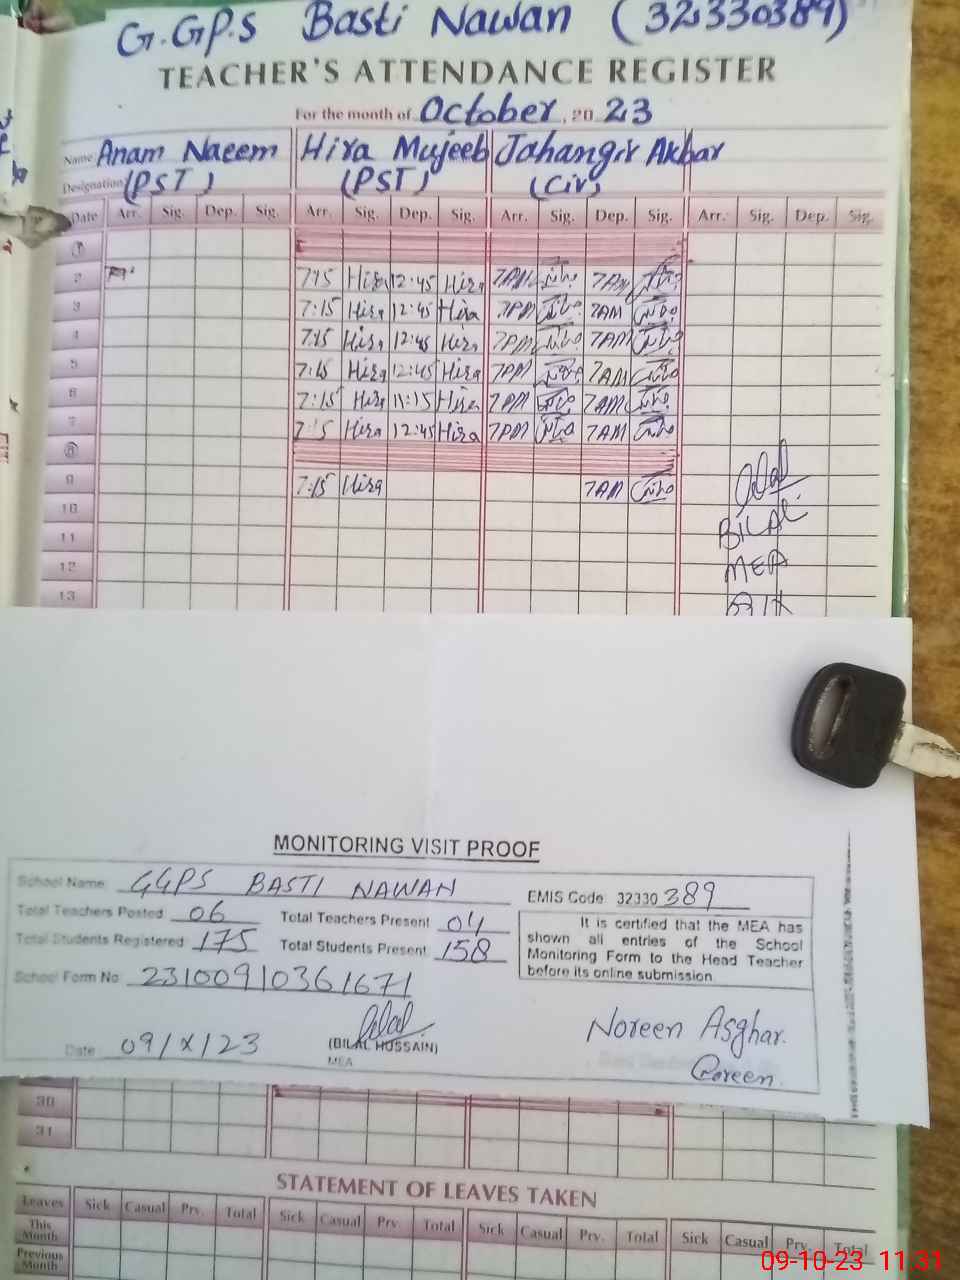 G.GP.S Basti Nawan (32330389)
TEACHER'S ATTENDANCE REGISTER
For the month of October, 2023
Name Anam Naeem Hira Mujeeb Jahangir Akbar
Designation (PST) (PST) (Civ)
Date Arr. Sig. Dep. Sig. Arr. Sig. Dep. Sig. Arr. Sig. Dep. Sig. Arr. Sig. Dep. Sig.
1
2 7:15 Hira 12:45 Hira 7AM 7AM
3 7:15 Hira 12:45 Hira 7PM 7AM
4 7:15 Hira 12:45 Hira 7PM 7AM
5 7:15 Hira 12:45 Hira 7PM 7AM
6 7:15 Hira 11:15 Hira 7PM 7AM
7 7:15 Hira 12:45 Hira 7PM 7AM
8
9 7:15 Hira 7AM
10 BILAL
11
12 MEA
13
MONITORING VISIT PROOF
School Name: GGPS BASTI NAWAN
EMIS Code: 32330 389
Total Teachers Posted 06 Total Teachers Present 04
Total Students Registered: 175 Total Students Present 158
School Form No 23100910361671
It is certified that the MEA has
shown all entries of the School
Monitoring Form to the Head Teacher
before its online submission.
Date 09/X/23
(BILAL HUSSAIN)
MEA
Noreen Asghar.
Noreen.
30
31
STATEMENT OF LEAVES TAKEN
Leaves Sick Casual Prv. Total Sick Casual Prv. Total Sick Casual Prv. Total Sick Casual Prv. Total
This Month
Previous Month
09-10-23 11:31